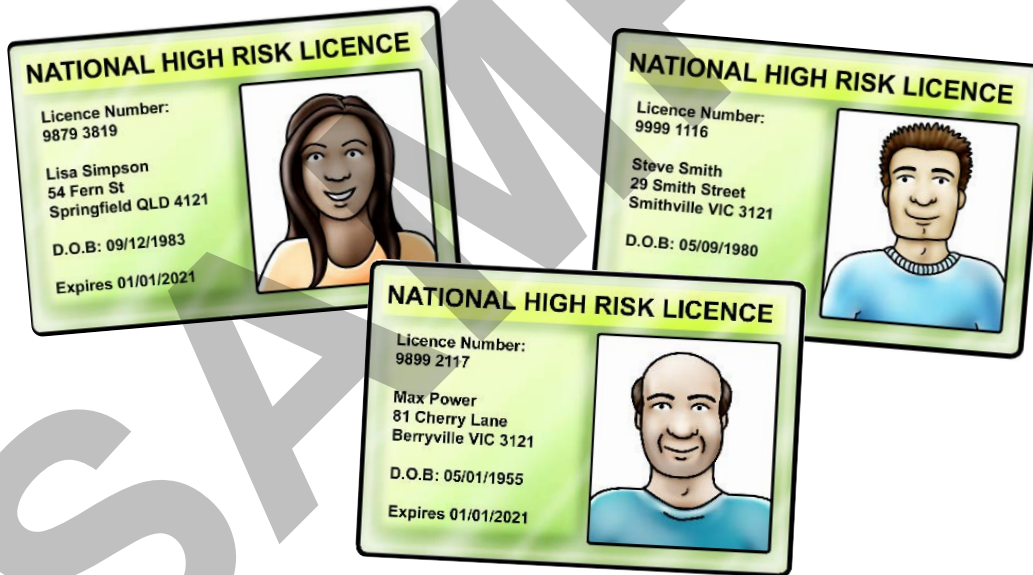 NATIONAL HIGH RISK LICENCE
Licence Number:
9879 3819
Lisa Simpson
54 Fern St
Springfield QLD 4121
D.O.B: 09/12/1983
Expires 01/01/2021
NATIONAL HIGH RISK LICENCE
Licence Number:
9999 1116
Steve Smith
29 Smith Street
Smithville VIC 3121
D.O.B: 05/09/1980
NATIONAL HIGH RISK LICENCE
Licence Number:
9899 2117
Max Power
81 Cherry Lane
Berryville VIC 3121
D.O.B: 05/01/1955
Expires 01/01/2021